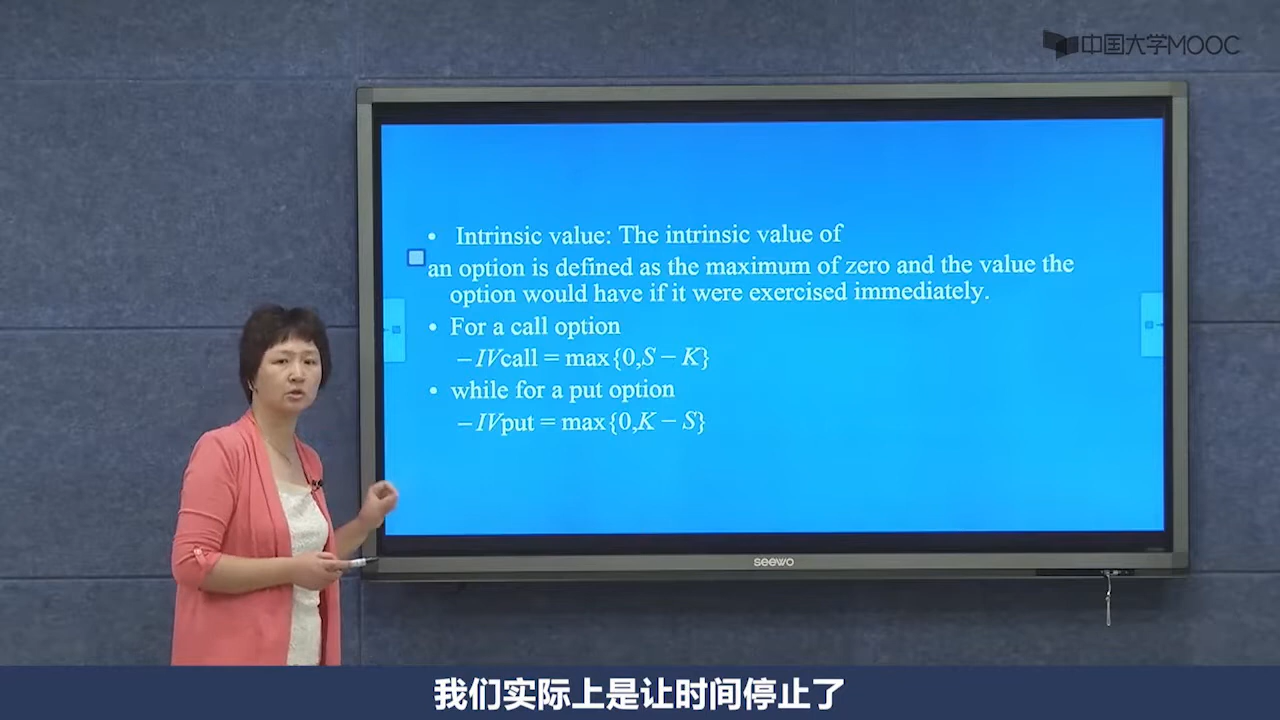 中国大学MOOC
• Intrinsic value: The intrinsic value of
an option is defined as the maximum of zero and the value the
option would have if it were exercised immediately.
• For a call option
– IVcall = max{0,S – K}
• while for a put option
– IVput = max{0,K – S}
seewo
我们实际上是让时间停止了